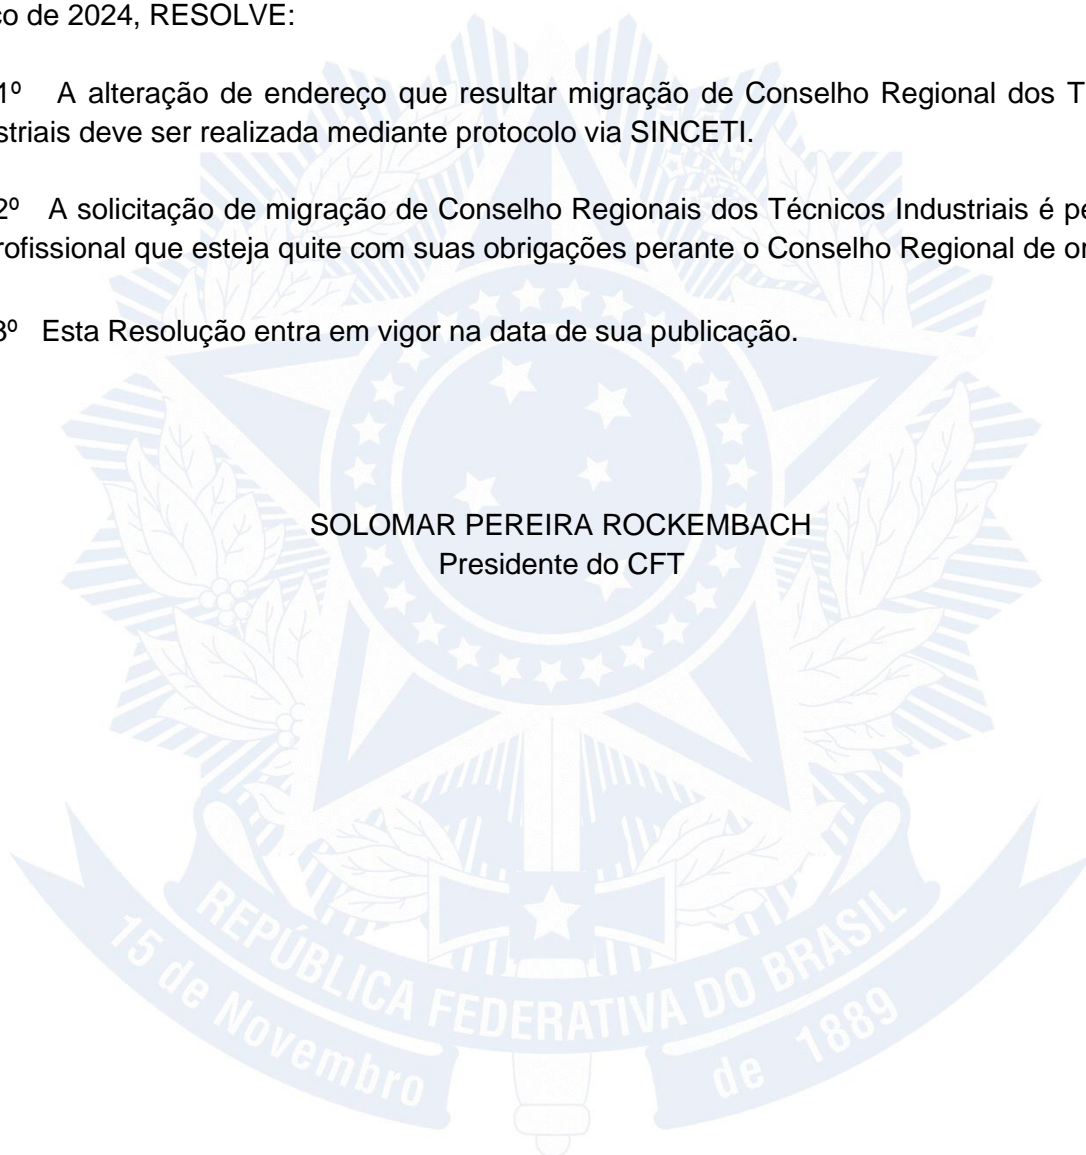 ço de 2024, RESOLVE:
1º A alteração de endereço que resultar migração de Conselho Regional dos T
striais deve ser realizada mediante protocolo via SINCETI.
2º A solicitação de migração de Conselho Regionais dos Técnicos Industriais é pe
rofissional que esteja quite com suas obrigações perante o Conselho Regional de or
3º Esta Resolução entra em vigor na data de sua publicação.
SOLOMAR PEREIRA ROCKEMBACH
Presidente do CFT
REPÚBLICA FEDERATIVA DO BRASIL
15 de Novembro de 1889